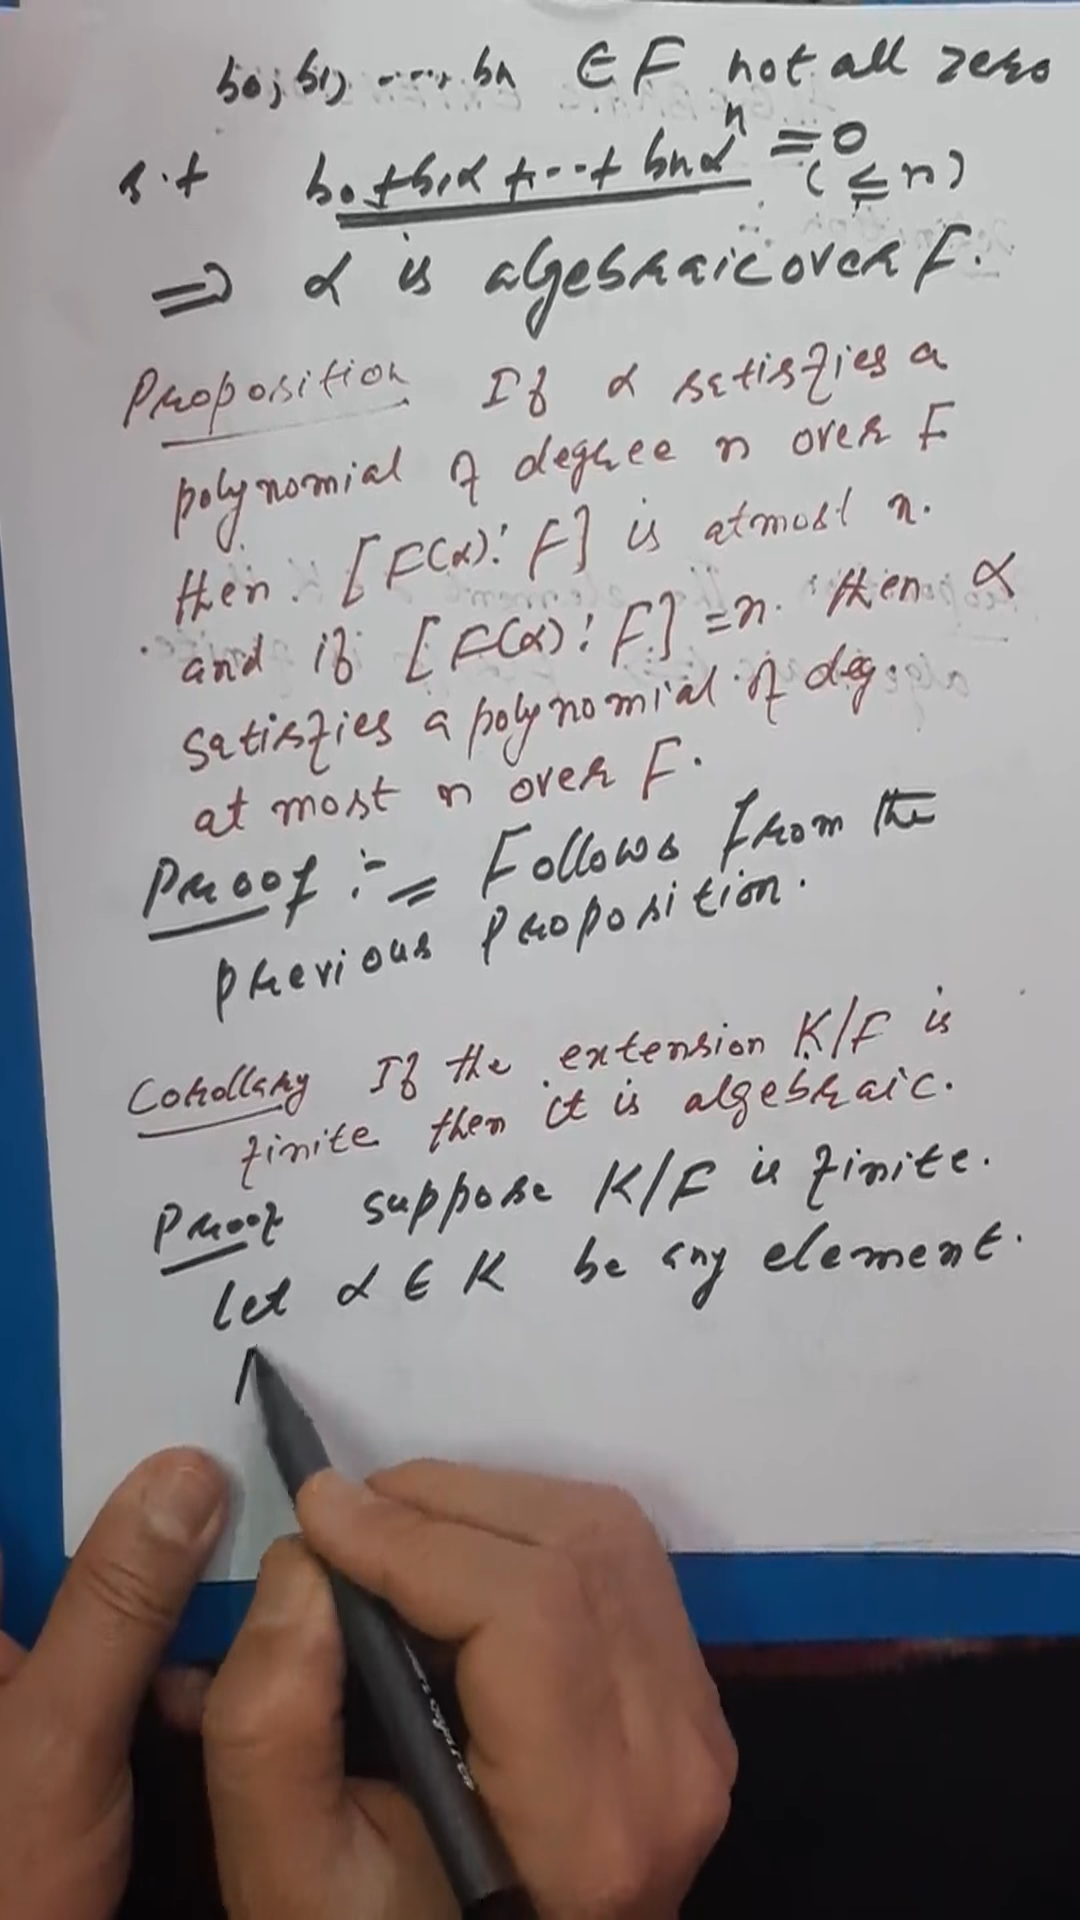 b0, b1, ...., bn ∈ F not all zero
s.t b0+b1α+...+bnα^n = 0
(≤n)
⇒ α is algebraic over F.
Proposition If α satisfies a
polynomial of degree n over F
then. [F(α): F] is atmost n.
and if [F(α): F] = n. then α
satisfies a polynomial of deg.
at most n over F.
Proof :- Follows from the
previous proposition.
Corollary If the extension K/F is
finite then it is algebraic.
Proof suppose K/F is finite.
Let α ∈ K be any element.